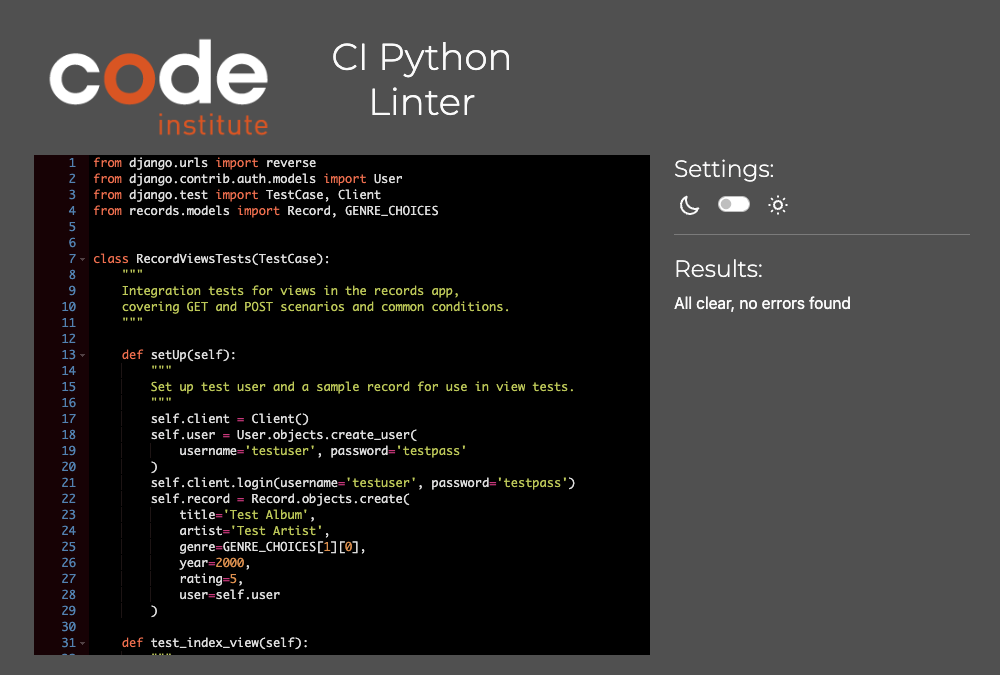 code
institute
CI Python
Linter
1 from django.urls import reverse
2 from django.contrib.auth.models import User
3 from django.test import TestCase, Client
4 from records.models import Record, GENRE_CHOICES
5
6
7 class RecordViewsTests(TestCase):
8     """
9     Integration tests for views in the records app,
10     covering GET and POST scenarios and common conditions.
11     """
12
13     def setUp(self):
14         """
15         Set up test user and a sample record for use in view tests.
16         """
17         self.client = Client()
18         self.user = User.objects.create_user(
19             username='testuser', password='testpass'
20         )
21         self.client.login(username='testuser', password='testpass')
22         self.record = Record.objects.create(
23             title='Test Album',
24             artist='Test Artist',
25             genre=GENRE_CHOICES[1][0],
26             year=2000,
27             rating=5,
28             user=self.user
29         )
30
31     def test_index_view(self):
Settings:
Results:
All clear, no errors found